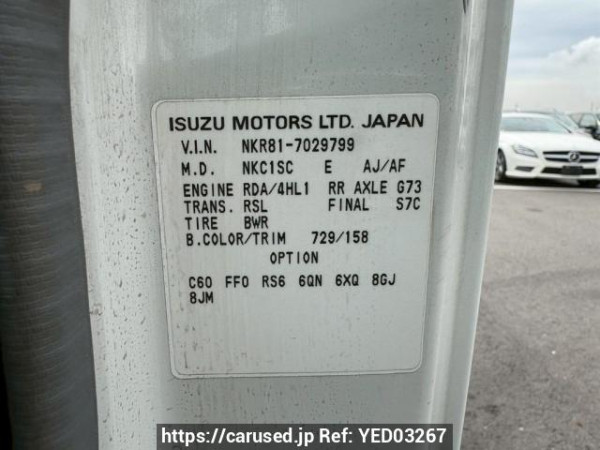 ISUZU MOTORS LTD. JAPAN
V.I.N. NKR81-7029799
M.D. NKC1SC E AJ/AF
ENGINE RDA/4HL1 RR AXLE G73
TRANS. RSL FINAL S7C
TIRE BWR
B.COLOR/TRIM 729/158
OPTION
C60 FFO RS6 6QN 6XQ 8GJ
8JM
https://carused.jp Ref: YED03267